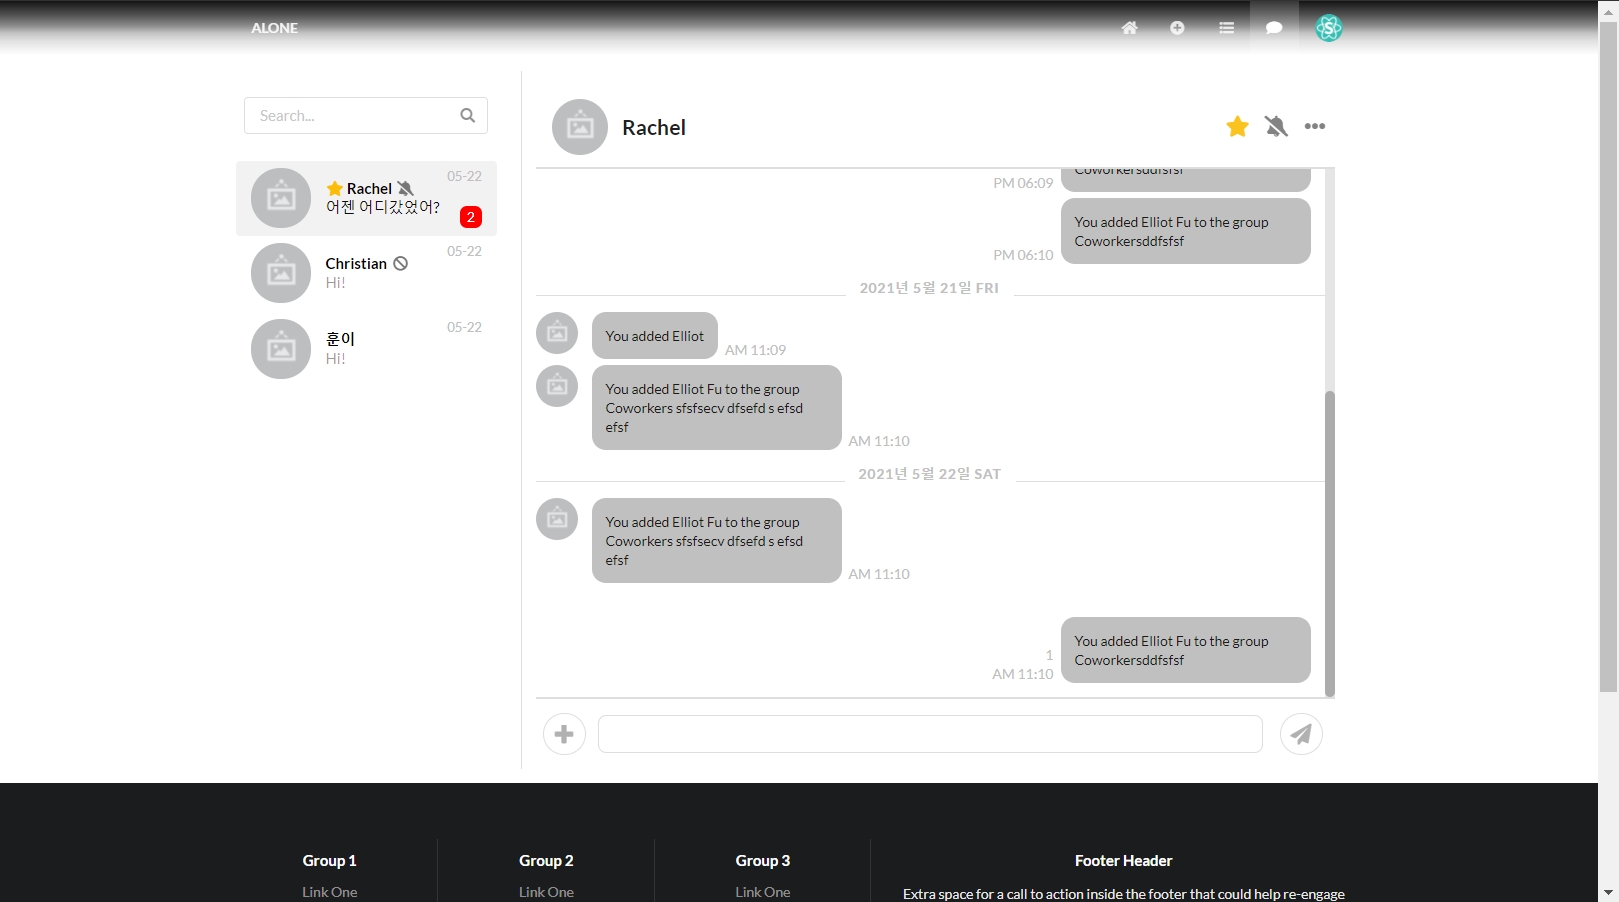 ALONE
Search...
Rachel
05-22
어젠 어디갔었어?
2
Christian
05-22
Hi!
훈이
05-22
Hi!
Rachel
Coworkersddfsfsf
PM 06:09
You added Elliot Fu to the group
Coworkersddfsfsf
PM 06:10
2021년 5월 21일 FRI
You added Elliot
AM 11:09
You added Elliot Fu to the group
Coworkers sfsfsecv dfsefd s efsd
efsf
AM 11:10
2021년 5월 22일 SAT
You added Elliot Fu to the group
Coworkers sfsfsecv dfsefd s efsd
efsf
AM 11:10
You added Elliot Fu to the group
Coworkersddfsfsf
1
AM 11:10
Group 1
Link One
Group 2
Link One
Group 3
Link One
Footer Header
Extra space for a call to action inside the footer that could help re-engage